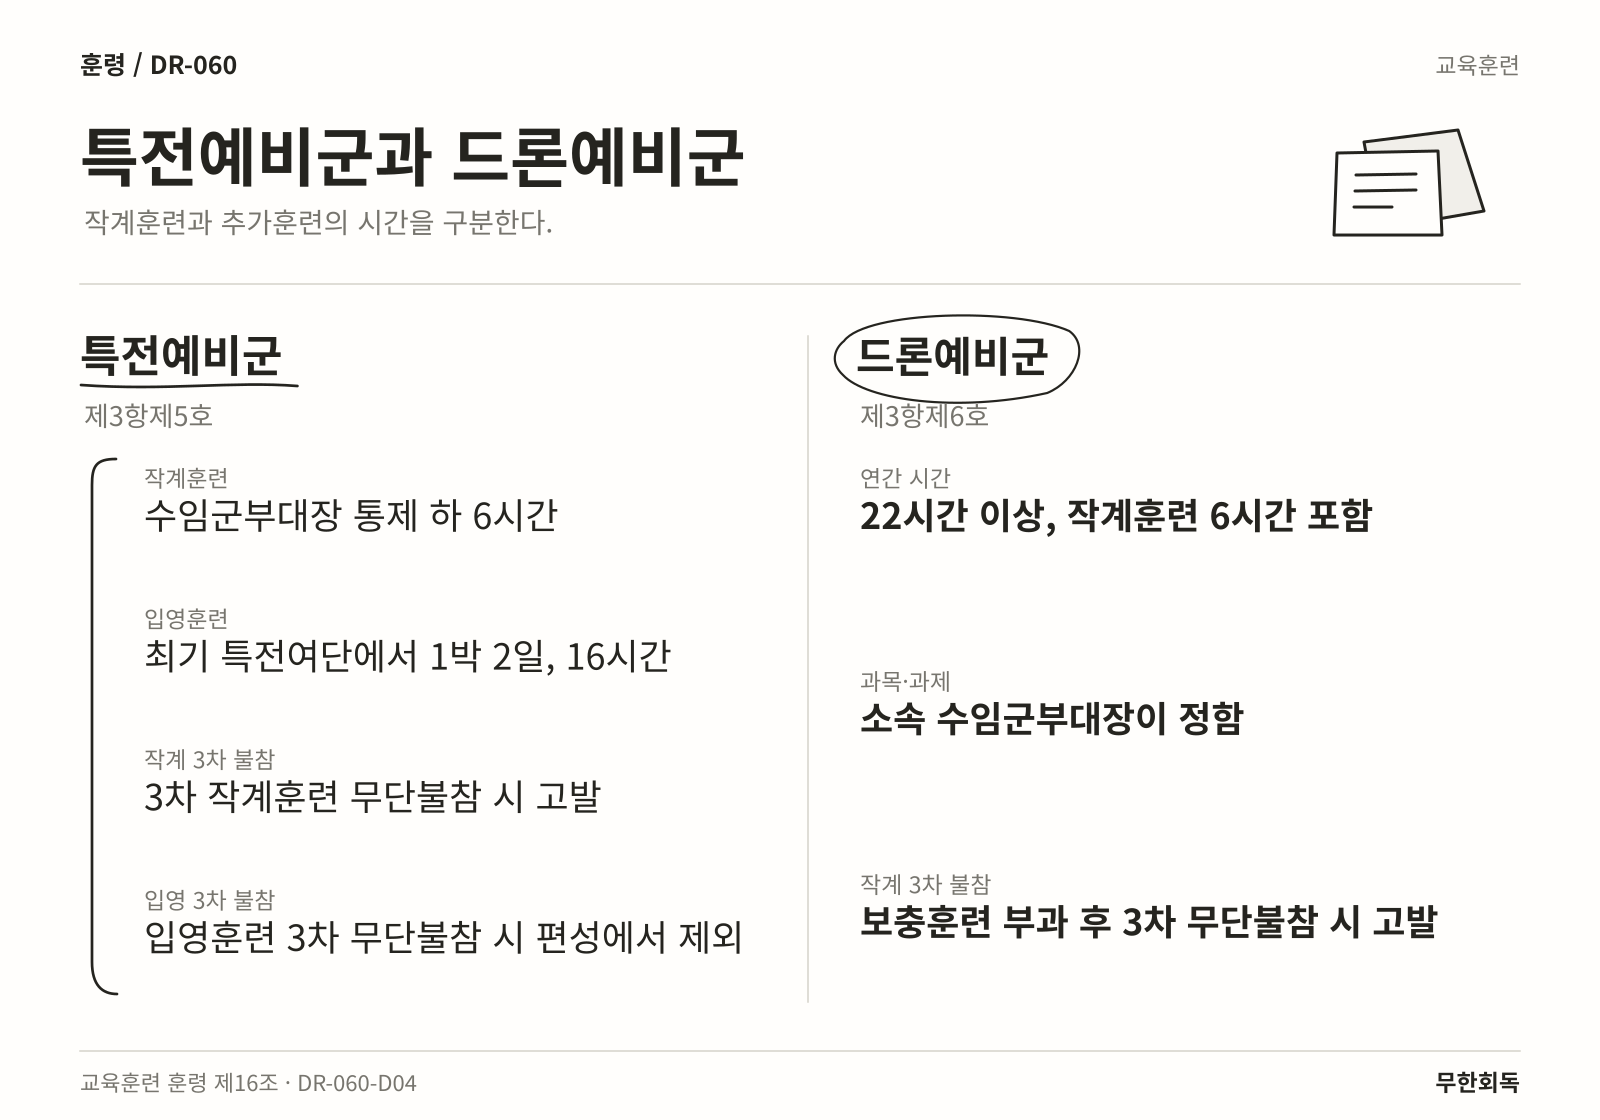 훈령 / DR-060
교육훈련
특전예비군과 드론예비군
작계훈련과 추가훈련의 시간을 구분한다.
특전예비군
제3항제5호
작계훈련
수임군부대장 통제 하 6시간
입영훈련
최기 특전여단에서 1박 2일, 16시간
작계 3차 불참
3차 작계훈련 무단불참 시 고발
입영 3차 불참
입영훈련 3차 무단불참 시 편성에서 제외
드론예비군
제3항제6호
연간 시간
22시간 이상, 작계훈련 6시간 포함
과목·과제
소속 수임군부대장이 정함
작계 3차 불참
보충훈련 부과 후 3차 무단불참 시 고발
교육훈련 훈령 제16조 · DR-060-D04
무한회독